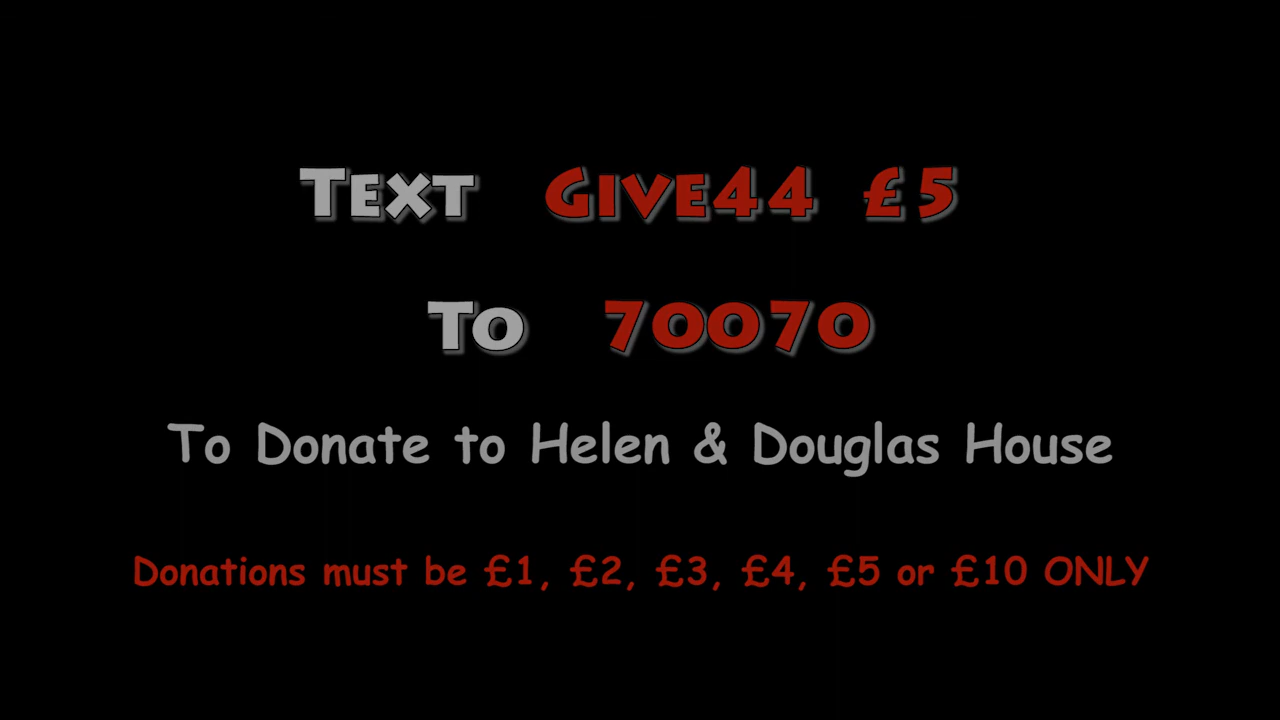 Text Give44 £5
To 70070
To Donate to Helen & Douglas House
Donations must be £1, £2, £3, £4, £5 or £10 ONLY